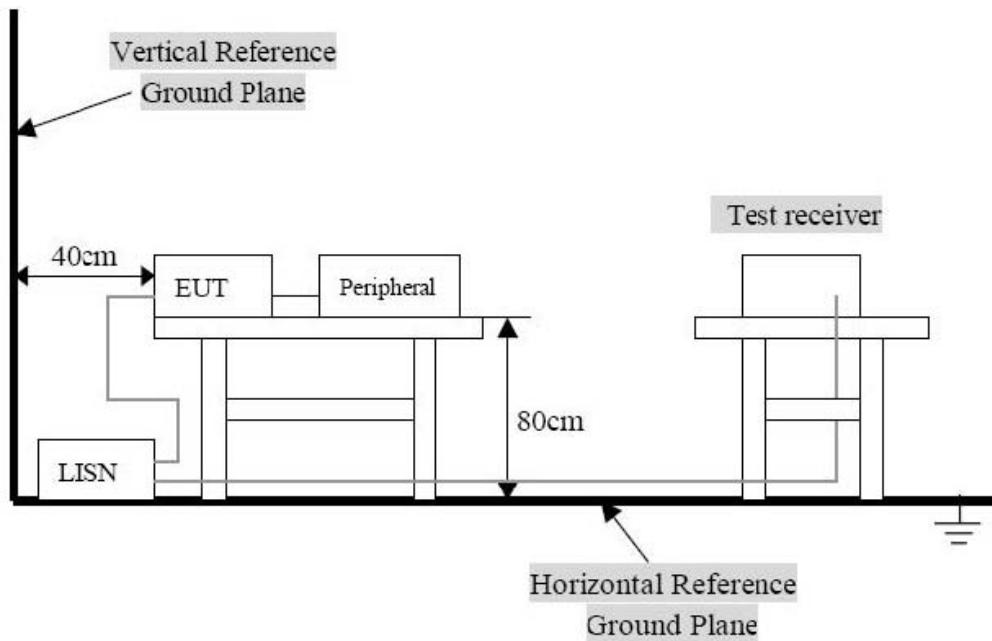 Vertical Reference
Ground Plane
Test receiver
40cm
EUT
Peripheral
80cm
LISN
Horizontal Reference
Ground Plane